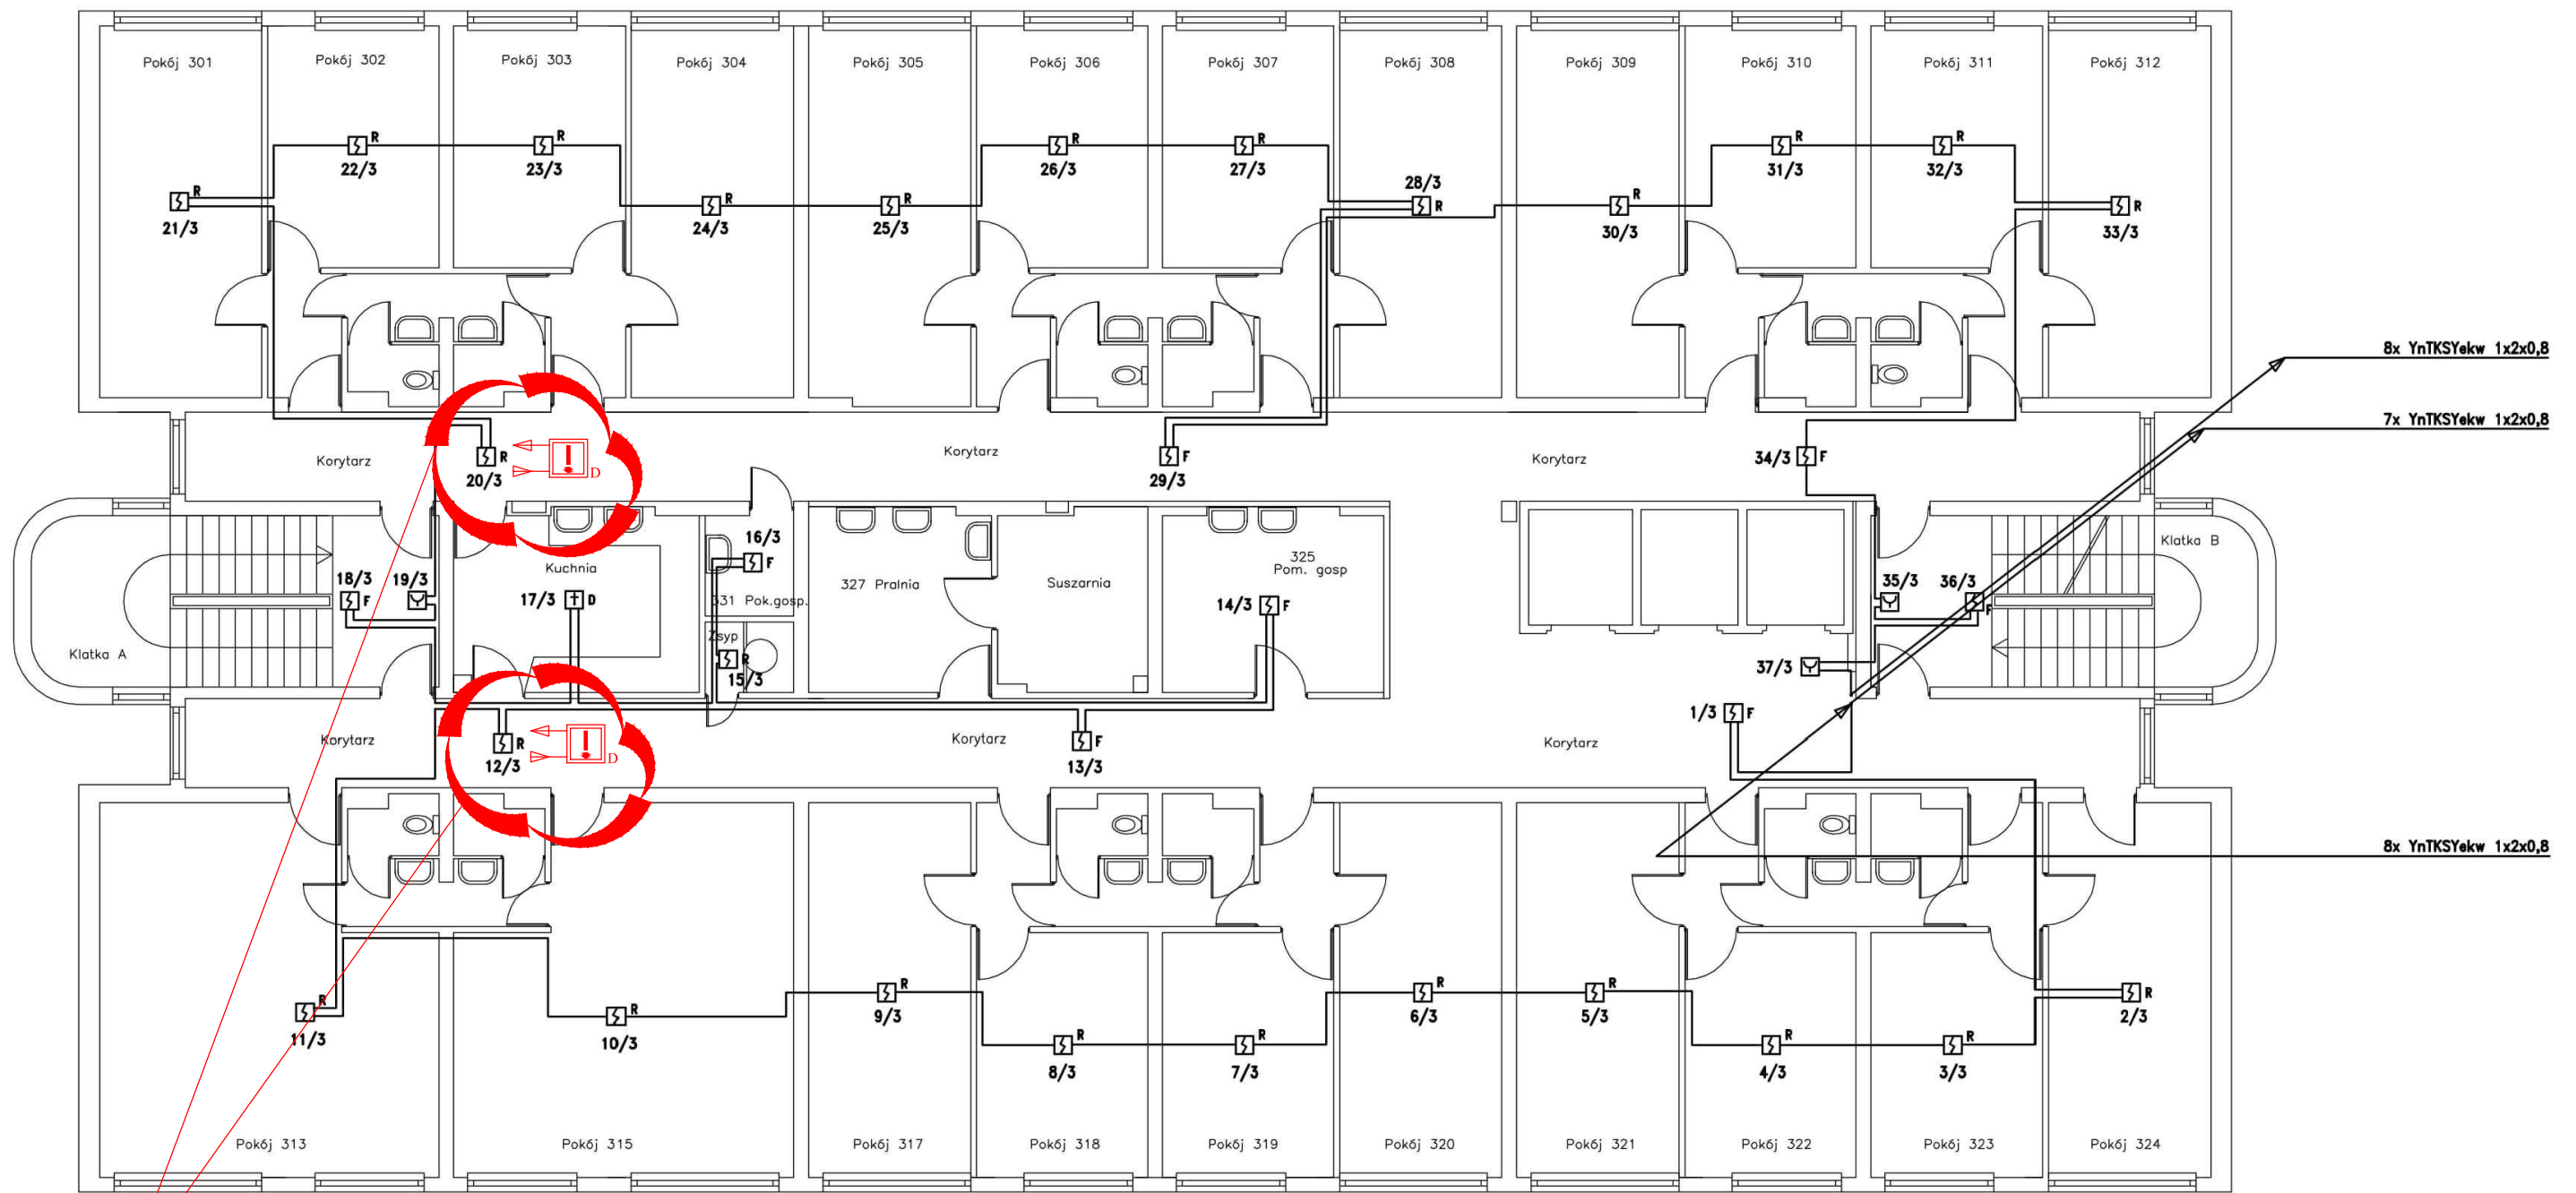 Pokój 301
Pokój 302
Pokój 303
Pokój 304
Pokój 305
Pokój 306
Pokój 307
Pokój 308
Pokój 309
Pokój 310
Pokój 311
Pokój 312
R
22/3
R
23/3
R
26/3
R
27/3
R
31/3
R
32/3
R
21/3
R
24/3
R
25/3
28/3
R
R
30/3
R
33/3
8x YnTKSYekw 1x2x0,8
7x YnTKSYekw 1x2x0,8
Korytarz
R
20/3
D
Korytarz
F
29/3
Korytarz
34/3 F
Klatka A
18/3
F
19/3
Kuchnia
17/3 D
16/3
F
331 Pok.gosp.
Zsyp
R
15/3
327 Pralnia
Suszarnia
325
Pom. gosp
14/3 F
35/3
36/3
F
Klatka B
37/3
1/3 F
Korytarz
R
12/3
D
Korytarz
F
13/3
Korytarz
8x YnTKSYekw 1x2x0,8
R
11/3
R
10/3
R
9/3
R
8/3
R
7/3
R
6/3
R
5/3
R
4/3
R
3/3
R
2/3
Pokój 313
Pokój 315
Pokój 317
Pokój 318
Pokój 319
Pokój 320
Pokój 321
Pokój 322
Pokój 323
Pokój 324